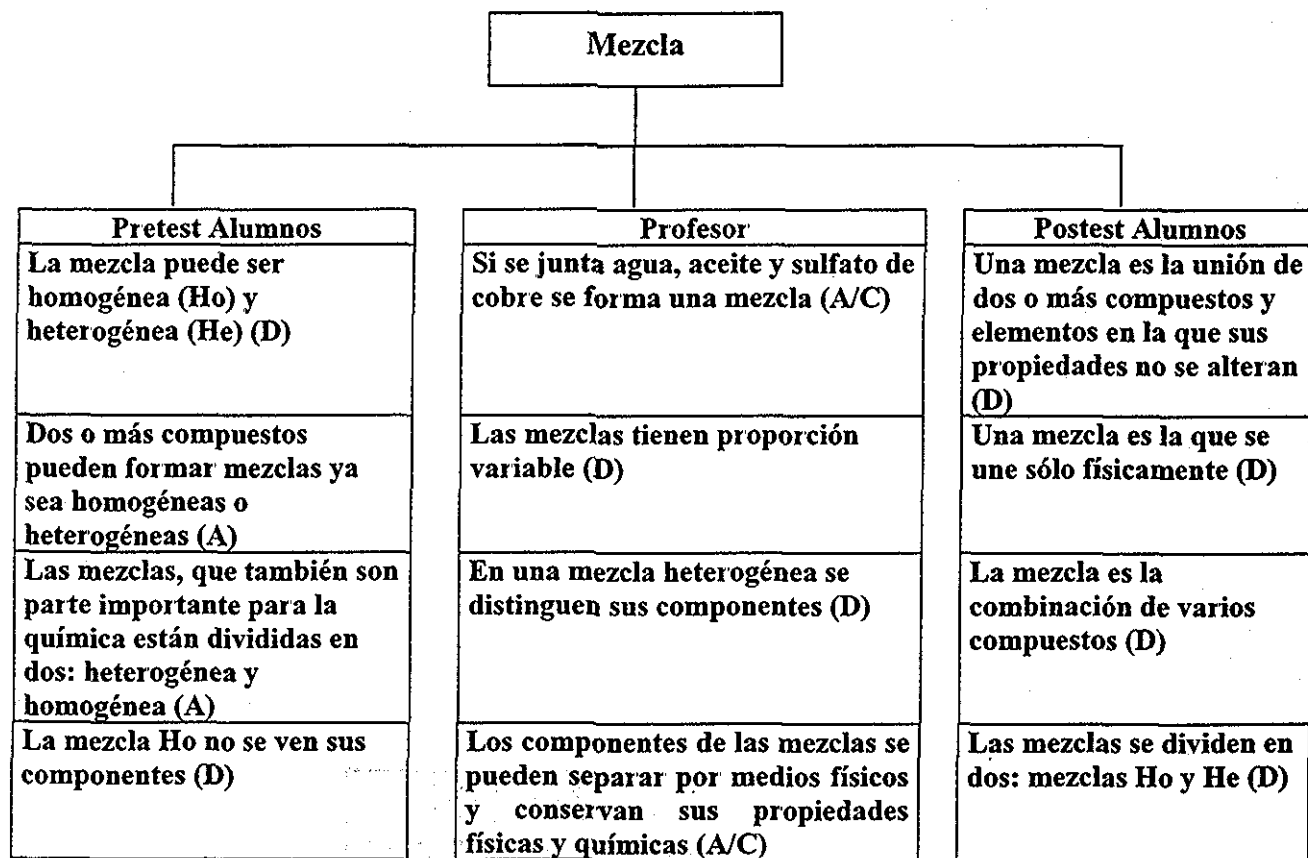 Mezcla
Pretest Alumnos
La mezcla puede ser
homogénea (Ho) y
heterogénea (He) (D)
Dos o más compuestos
pueden formar mezclas ya
sea homogéneas o
heterogéneas (A)
Las mezclas, que también son
parte importante para la
química están divididas en
dos: heterogénea y
homogénea (A)
La mezcla Ho no se ven sus
componentes (D)
Profesor
Si se junta agua, aceite y sulfato de
cobre se forma una mezcla (A/C)
Las mezclas tienen proporción
variable (D)
En una mezcla heterogénea se
distinguen sus componentes (D)
Los componentes de las mezclas se
pueden separar por medios físicos
y conservan sus propiedades
físicas y químicas (A/C)
Postest Alumnos
Una mezcla es la unión de
dos o más compuestos y
elementos en la que sus
propiedades no se alteran
(D)
Una mezcla es la que se
une sólo físicamente (D)
La mezcla es la
combinación de varios
compuestos (D)
Las mezclas se dividen en
dos: mezclas Ho y He (D)